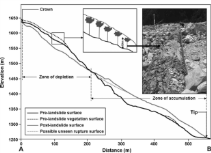 Crown
1650
1600
1550
1500
1450
1400
1350
1300
1250
Elevation (m)
Zone of depletion
Zone of accumulation
Tip
Pre-landslide surface
Pre-landslide vegetation surface
Post-landslide surface
Possible unseen rupture surface
0
100
200
300
400
500
A
Distance (m)
B